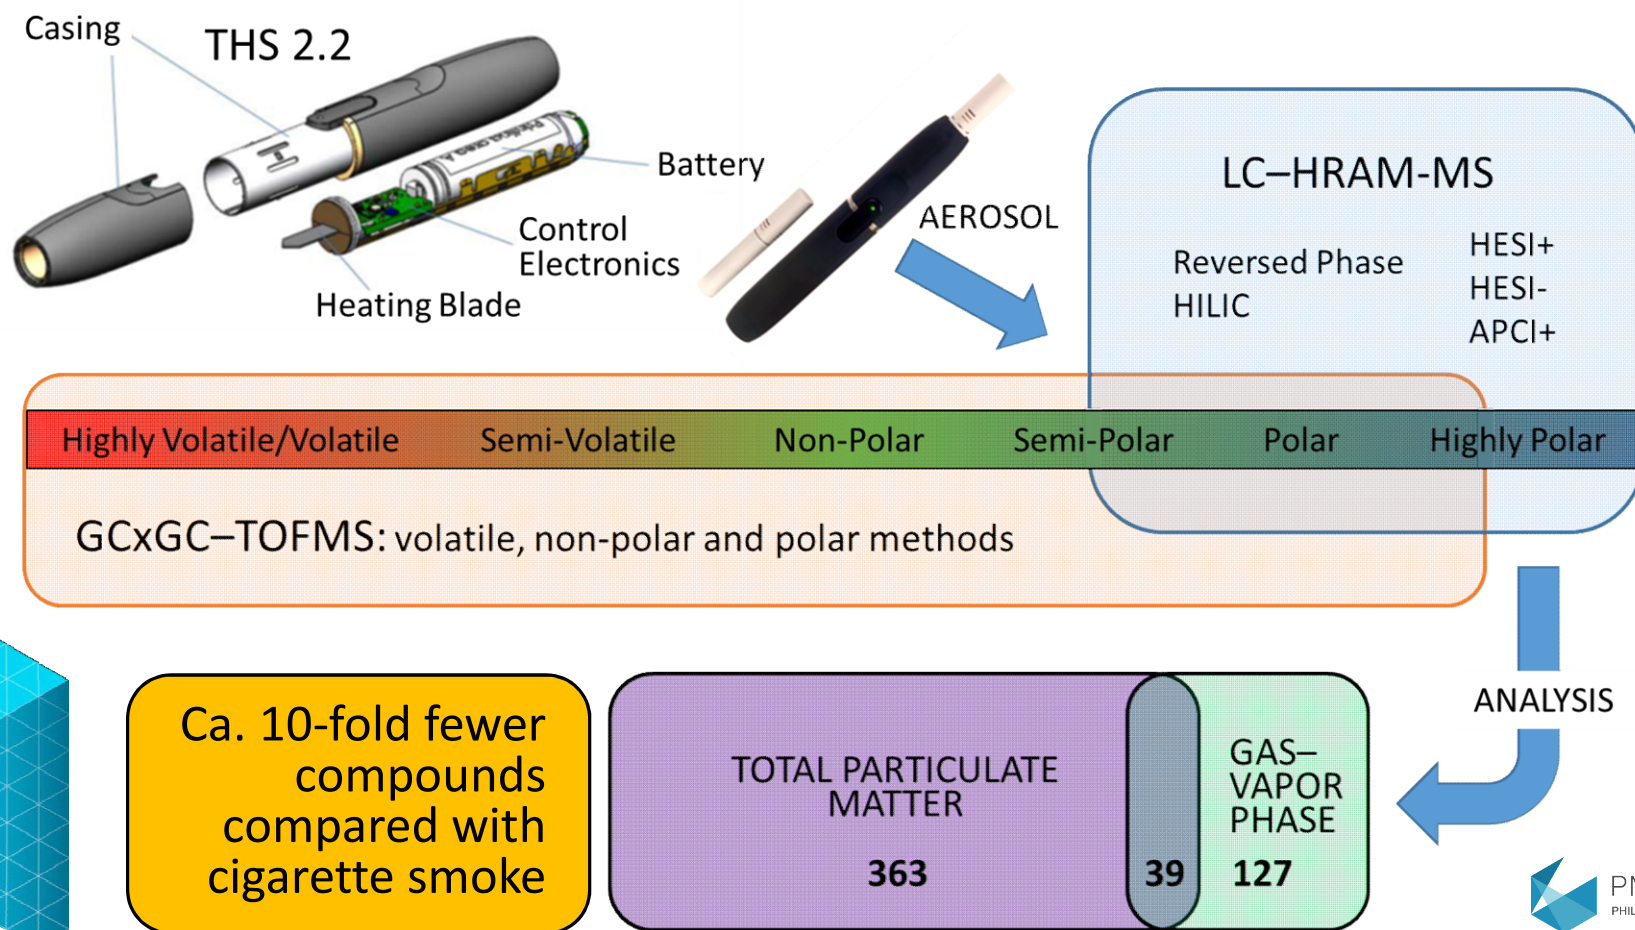 Casing
THS 2.2
Battery
Control
Electronics
Heating Blade
Printing area A
AEROSOL
LC–HRAM-MS
Reversed Phase
HILIC
HESI+
HESI-
APCI+
Highly Volatile/Volatile
Semi-Volatile
Non-Polar
Semi-Polar
Polar
Highly Polar
GCxGC–TOFMS: volatile, non-polar and polar methods
ANALYSIS
Ca. 10-fold fewer
compounds
compared with
cigarette smoke
TOTAL PARTICULATE
MATTER
363
39
GAS–
VAPOR
PHASE
127